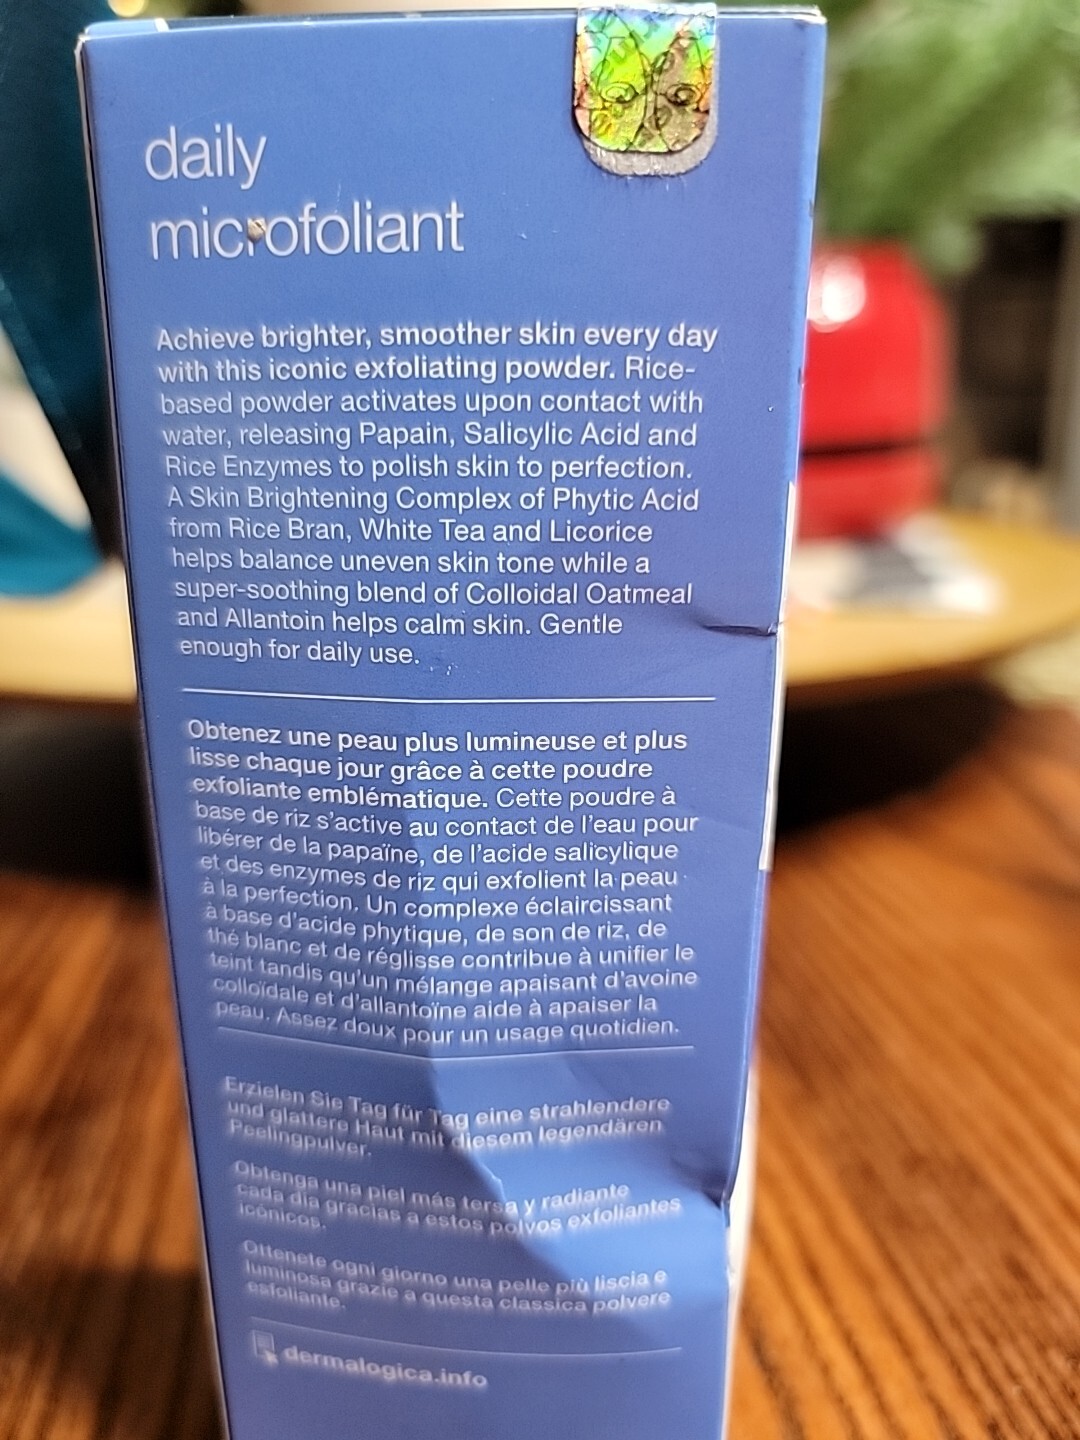 daily
microfoliant
Achieve brighter, smoother skin every day
with this iconic exfoliating powder. Rice-
based powder activates upon contact with
water, releasing Papain, Salicylic Acid and
Rice Enzymes to polish skin to perfection.
A Skin Brightening Complex of Phytic Acid
from Rice Bran, White Tea and Licorice
helps balance uneven skin tone while a
super-soothing blend of Colloidal Oatmeal
and Allantoin helps calm skin. Gentle
enough for daily use.
Obtenez une peau plus lumineuse et plus
lisse chaque jour grâce à cette poudre
exfoliante emblématique. Cette poudre à
base de riz s'active au contact de l'eau pour
libérer de la papaïne, de l'acide salicylique
et des enzymes de riz qui exfolient la peau
à la perfection. Un complexe éclaircissant
à base d'acide phytique, de son de riz, de
thé blanc et de réglisse contribue à unifier le
teint tandis qu'un mélange apaisant d'avoine
colloïdale et d'allantoïne aide à apaiser la
peau. Assez doux pour un usage quotidien.
Erzielen Sie Tag für Tag eine strahlendere
und glattere Haut mit diesem legendären
Peelingpulver.
Obtenga una piel más tersa y radiante
cada día gracias a estos polvos exfoliantes
icónicos.
Ottenete ogni giorno una pelle più liscia e
luminosa grazie a questa classica polvere
esfoliante.
dermalogica.info